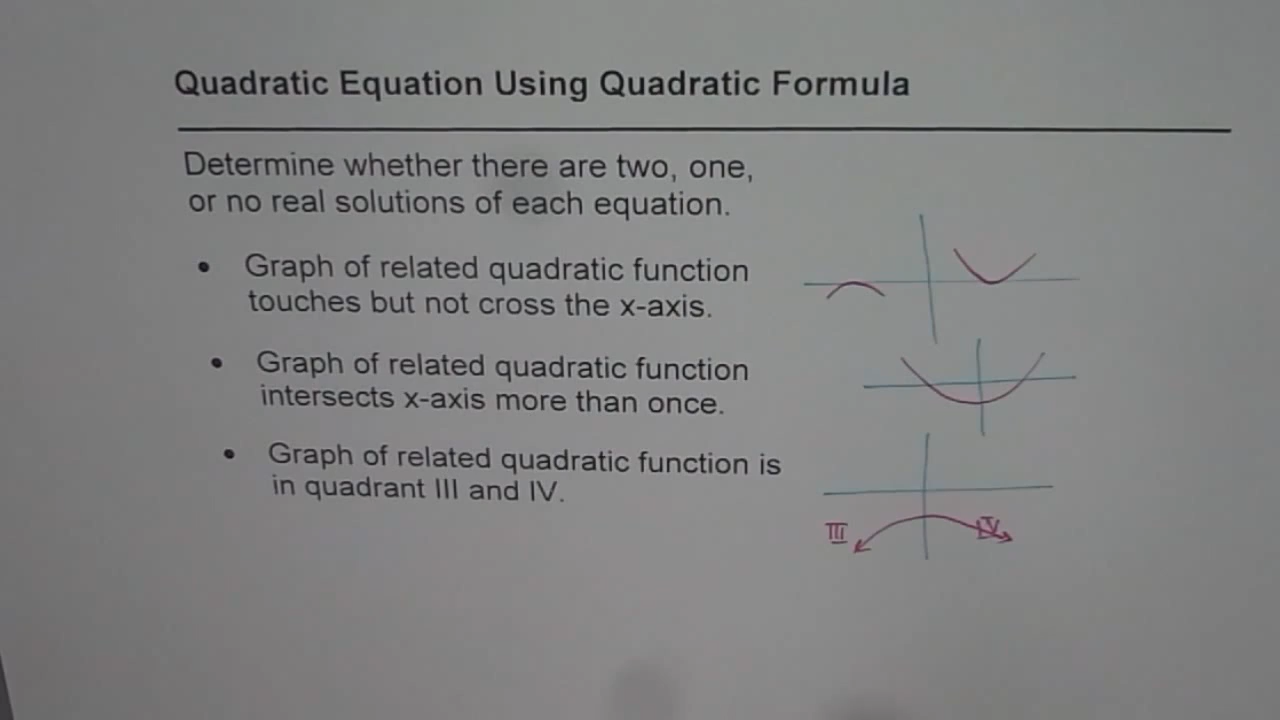 Quadratic Equation Using Quadratic Formula
Determine whether there are two, one,
or no real solutions of each equation.
• Graph of related quadratic function
touches but not cross the x-axis.
• Graph of related quadratic function
intersects x-axis more than once.
• Graph of related quadratic function is
in quadrant III and IV.
III
IV